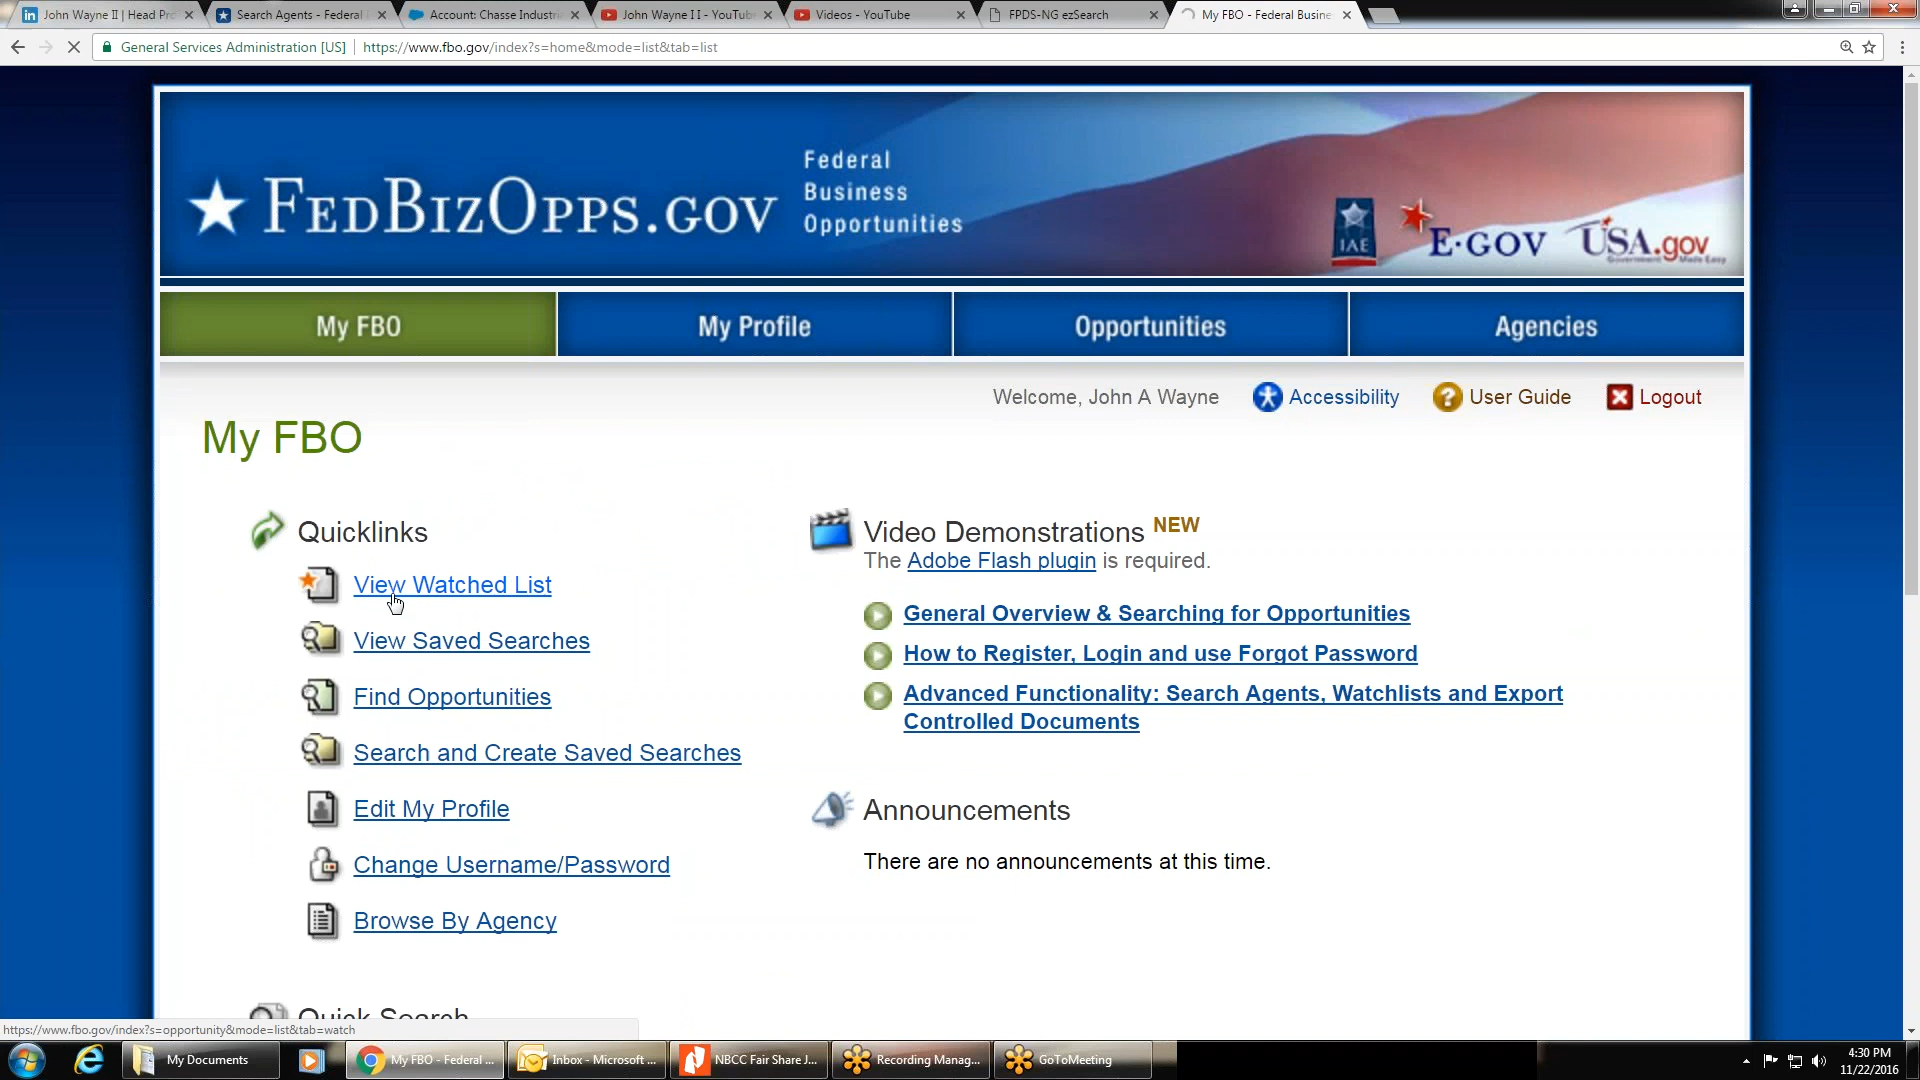 John Wayne II | Head Pro
Search Agents - Federal
Account: Chasse Industri
John Wayne I I - YouTub
Videos - YouTube
FPDS-NG ezSearch
My FBO - Federal Busine
General Services Administration [US]
https://www.fbo.gov/index?s=home&mode=list&tab=list
FedBizOpps.gov
Federal
Business
Opportunities
IAE
E-GOV
USA.gov
My FBO
My Profile
Opportunities
Agencies
Welcome, John A Wayne
Accessibility
User Guide
Logout
My FBO
Quicklinks
View Watched List
View Saved Searches
Find Opportunities
Search and Create Saved Searches
Edit My Profile
Change Username/Password
Browse By Agency
Quick Search
Video Demonstrations NEW
The Adobe Flash plugin is required.
General Overview & Searching for Opportunities
How to Register, Login and use Forgot Password
Advanced Functionality: Search Agents, Watchlists and Export
Controlled Documents
Announcements
There are no announcements at this time.
https://www.fbo.gov/index?s=opportunity&mode=list&tab=watch
My Documents
My FBO - Federal ...
Inbox - Microsoft ...
NBCC Fair Share J...
Recording Manag...
GoToMeeting
4:30 PM
11/22/2016